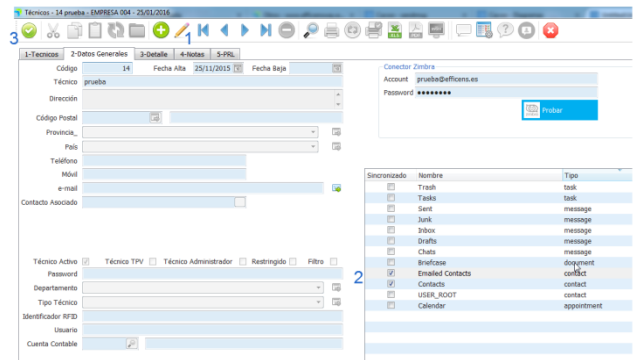 Técnicos - 14 prueba - EMPRESA 004 - 25/01/2016
3
1
1-Tecnicos 2-Datos Generales 3-Detalle 4-Notas 5-PRL
Código 14 Fecha Alta 25/11/2015 Fecha Baja
Técnico prueba
Dirección
Código Postal
Provincia_
País
Teléfono
Móvil
e-mail
Contacto Asociado
Técnico Activo Técnico TPV Técnico Administrador Restringido Filtro
Password
Departamento
Tipo Técnico
Identificador RFID
Usuario
Cuenta Contable
Conector Zimbra
Account prueba@efficens.es
Password ●●●●●●●●
Probar
2
Sincronizado Nombre Tipo
Trash task
Tasks task
Sent message
Junk message
Inbox message
Drafts message
Chats message
Briefcase document
Emailed Contacts contact
Contacts contact
USER_ROOT contact
Calendar appointment